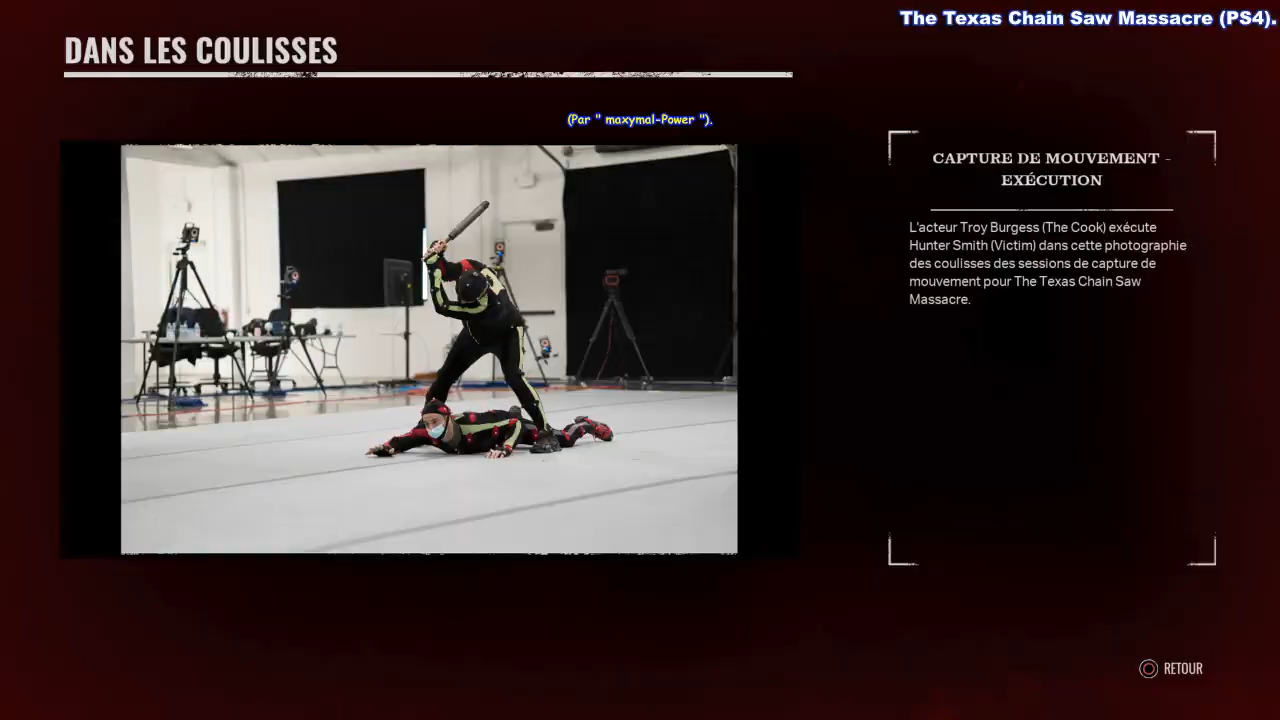 The Texas Chain Saw Massacre (PS4).
DANS LES COULISSES
(Par " maxymal-Power ").
CAPTURE DE MOUVEMENT -
EXÉCUTION
L'acteur Troy Burgess (The Cook) exécute
Hunter Smith (Victim) dans cette photographie
des coulisses des sessions de capture de
mouvement pour The Texas Chain Saw
Massacre.
RETOUR